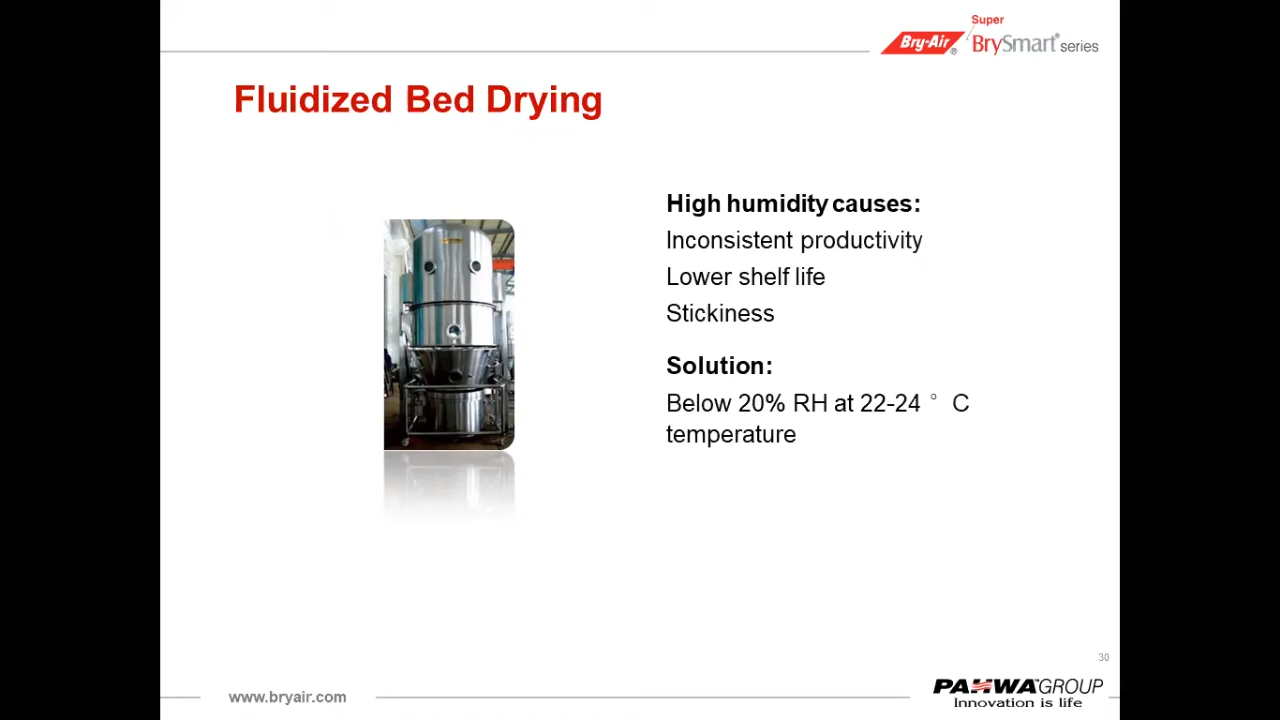 Super
Bry-Air®
BrySmart® series
Fluidized Bed Drying
High humidity causes:
Inconsistent productivity
Lower shelf life
Stickiness
Solution:
Below 20% RH at 22-24 ° C
temperature
30
www.bryair.com
PAHWA GROUP
Innovation is life